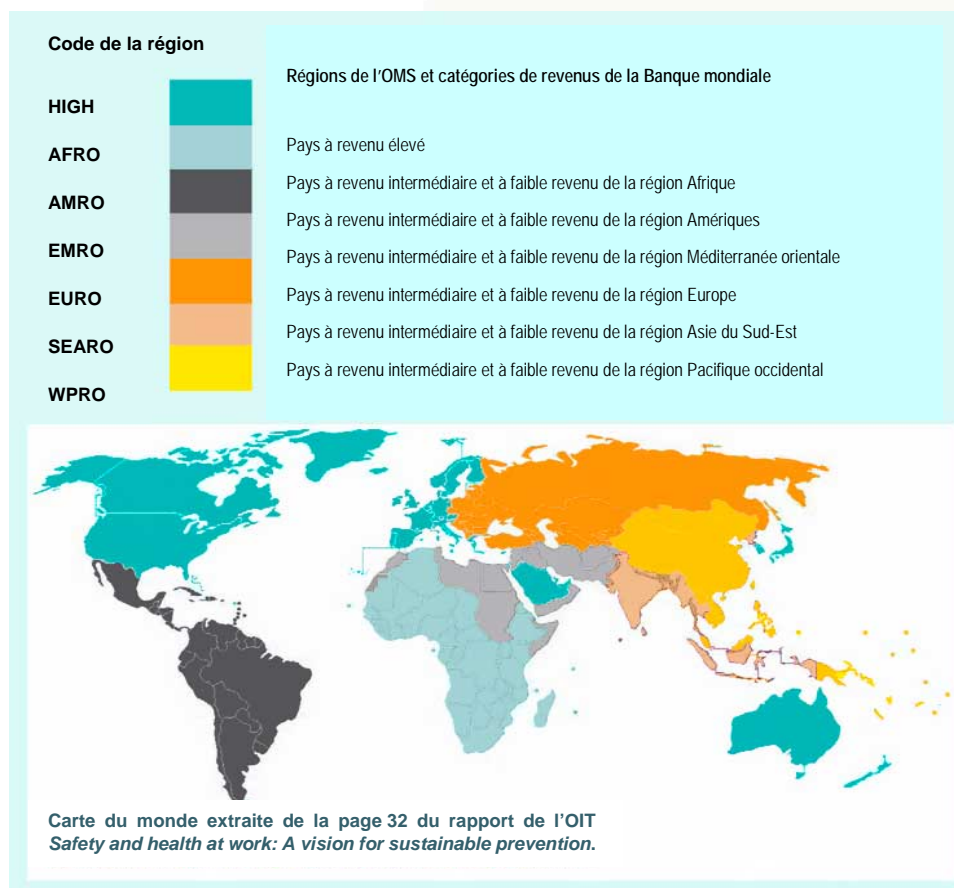 Code de la région
Régions de l'OMS et catégories de revenus de la Banque mondiale
HIGH
AFRO
AMRO
EMRO
EURO
SEARO
WPRO
Pays à revenu élevé
Pays à revenu intermédiaire et à faible revenu de la région Afrique
Pays à revenu intermédiaire et à faible revenu de la région Amériques
Pays à revenu intermédiaire et à faible revenu de la région Méditerranée orientale
Pays à revenu intermédiaire et à faible revenu de la région Europe
Pays à revenu intermédiaire et à faible revenu de la région Asie du Sud-Est
Pays à revenu intermédiaire et à faible revenu de la région Pacifique occidental
Carte du monde extraite de la page 32 du rapport de l'OIT
Safety and health at work: A vision for sustainable prevention.